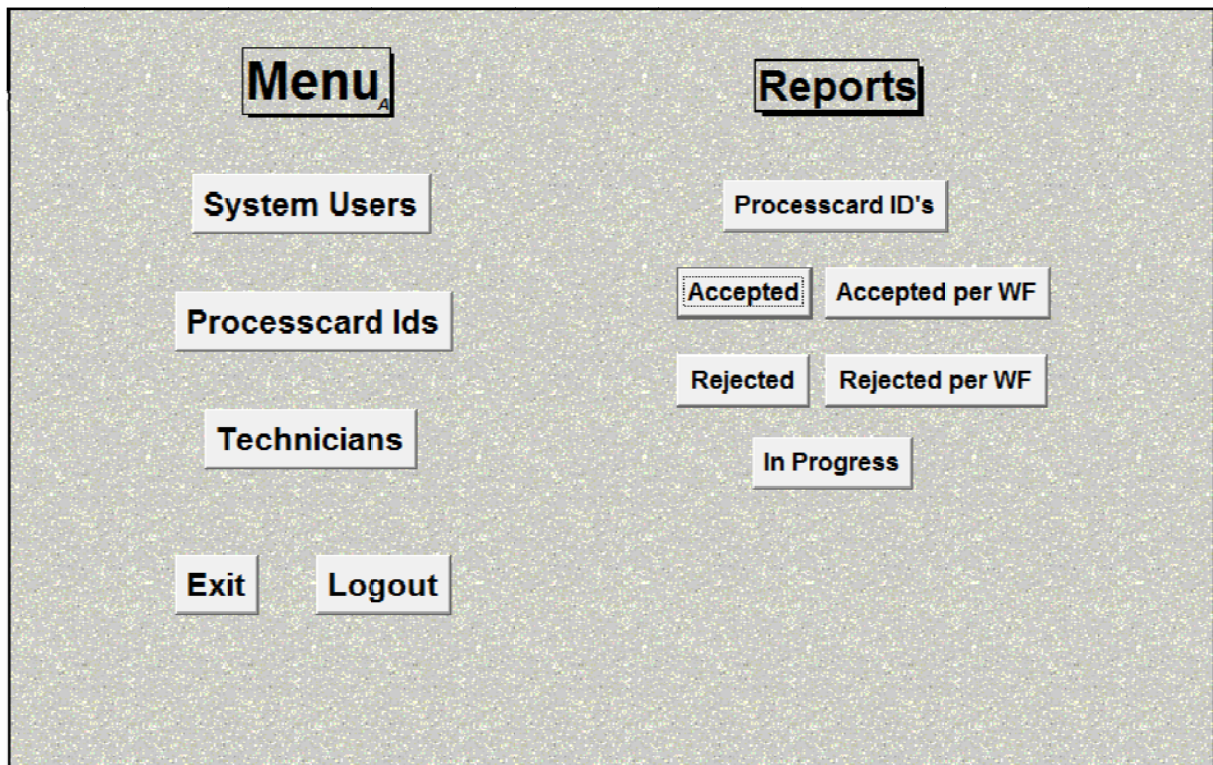 Menu
A
System Users
Processcard Ids
Technicians
Exit Logout
Reports
Processcard ID's
Accepted Accepted per WF
Rejected Rejected per WF
In Progress